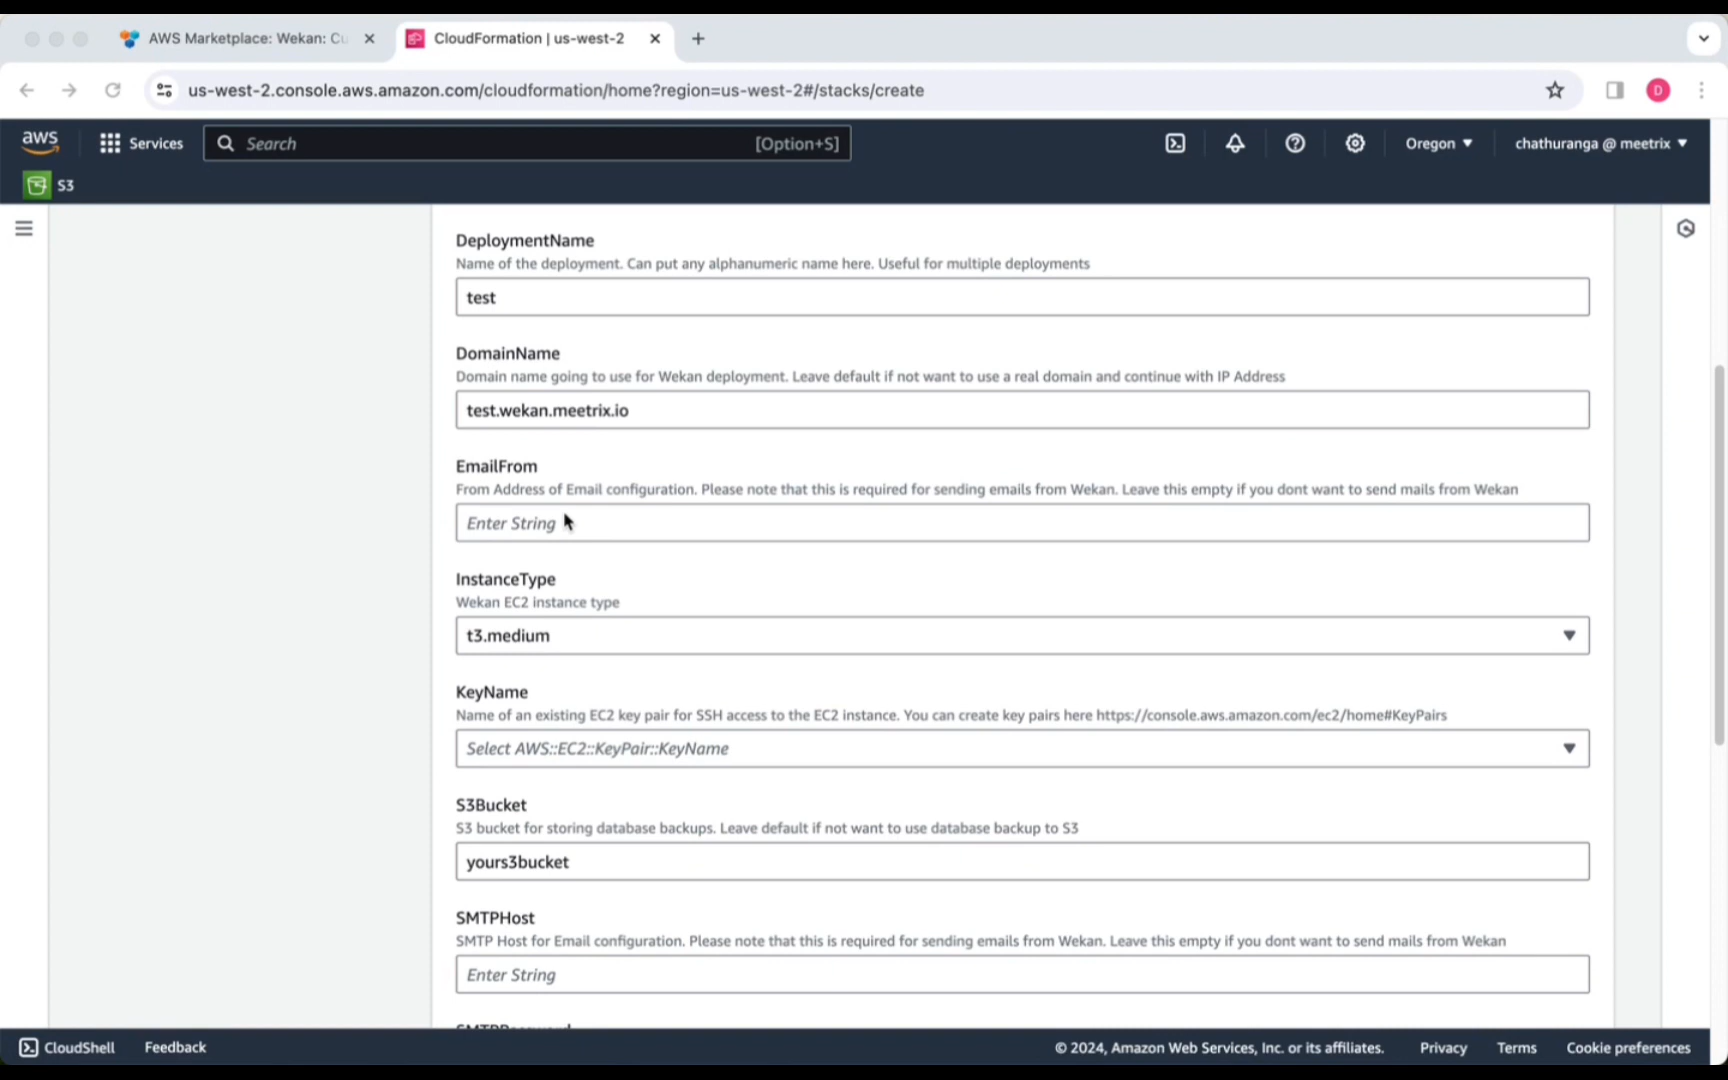 AWS Marketplace: Wekan: Cu
CloudFormation | us-west-2
us-west-2.console.aws.amazon.com/cloudformation/home?region=us-west-2#/stacks/create
D
aws
Services
Search
[Option+S]
Oregon
chathuranga @ meetrix
S3
DeploymentName
Name of the deployment. Can put any alphanumeric name here. Useful for multiple deployments
test
DomainName
Domain name going to use for Wekan deployment. Leave default if not want to use a real domain and continue with IP Address
test.wekan.meetrix.io
EmailFrom
From Address of Email configuration. Please note that this is required for sending emails from Wekan. Leave this empty if you dont want to send mails from Wekan
Enter String
InstanceType
Wekan EC2 instance type
t3.medium
KeyName
Name of an existing EC2 key pair for SSH access to the EC2 instance. You can create key pairs here https://console.aws.amazon.com/ec2/home#KeyPairs
Select AWS::EC2::KeyPair::KeyName
S3Bucket
S3 bucket for storing database backups. Leave default if not want to use database backup to S3
yours3bucket
SMTPHost
SMTP Host for Email configuration. Please note that this is required for sending emails from Wekan. Leave this empty if you dont want to send mails from Wekan
Enter String
CloudShell
Feedback
© 2024, Amazon Web Services, Inc. or its affiliates.
Privacy
Terms
Cookie preferences